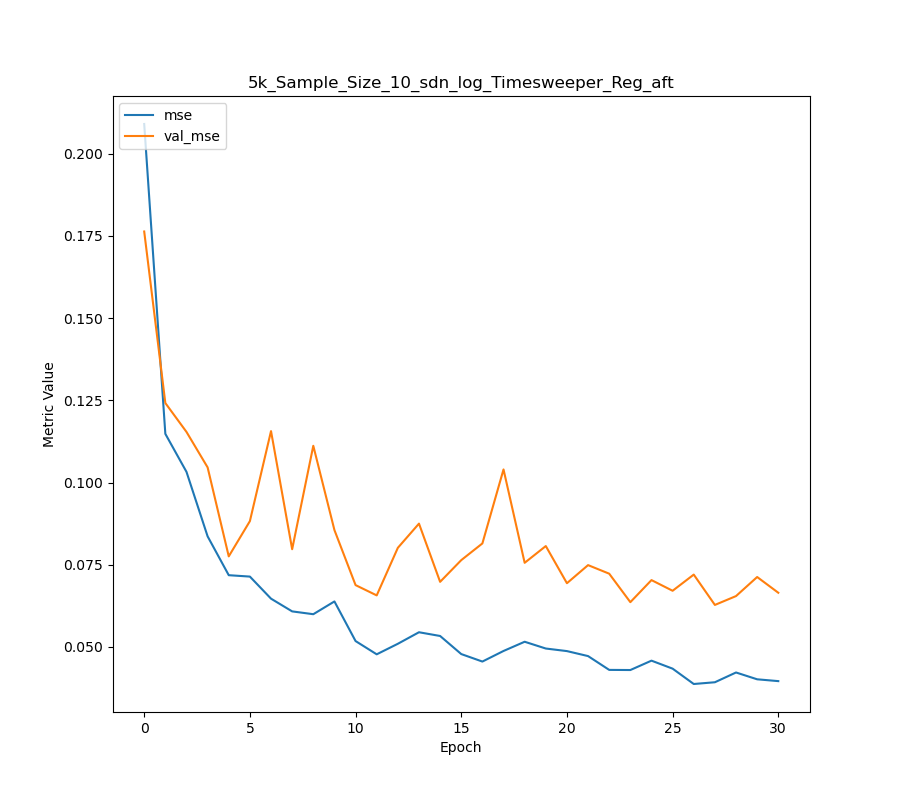 5k_Sample_Size_10_sdn_log_Timesweeper_Reg_aft
mse
val_mse
0.200
0.175
0.150
0.125
0.100
0.075
0.050
Metric Value
0 5 10 15 20 25 30
Epoch